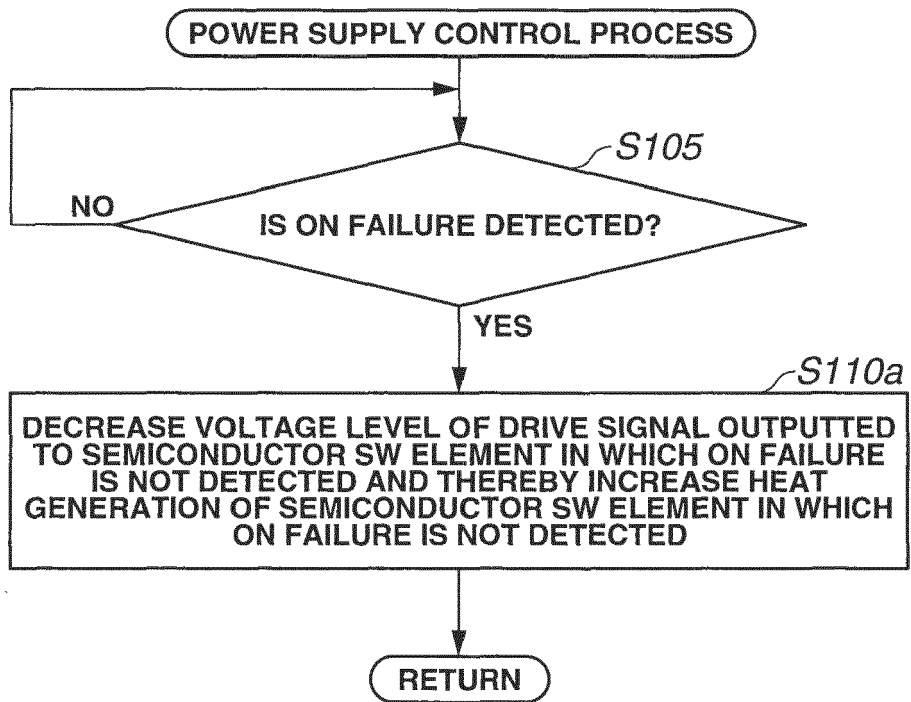 POWER SUPPLY CONTROL PROCESS
S105
IS ON FAILURE DETECTED?
NO
YES
S110a
DECREASE VOLTAGE LEVEL OF DRIVE SIGNAL OUTPUTTED
TO SEMICONDUCTOR SW ELEMENT IN WHICH ON FAILURE
IS NOT DETECTED AND THEREBY INCREASE HEAT
GENERATION OF SEMICONDUCTOR SW ELEMENT IN WHICH
ON FAILURE IS NOT DETECTED
RETURN